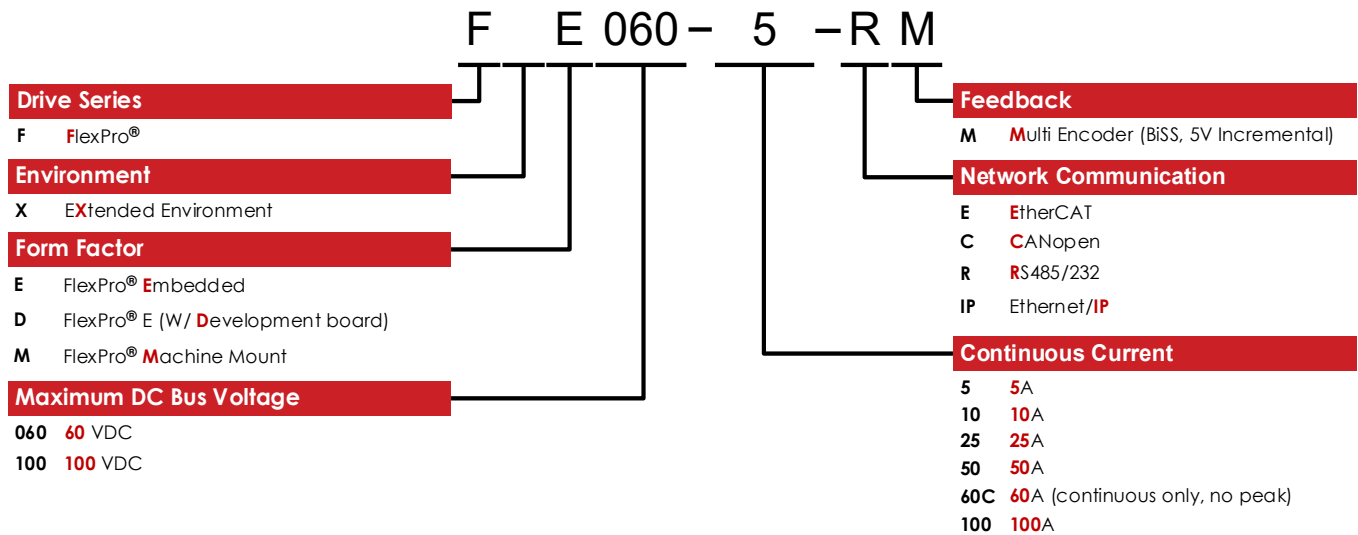 F E 060 – 5 – R M
Drive Series
F FlexPro®
Environment
X EXtended Environment
Form Factor
E FlexPro® Embedded
D FlexPro® E (W/ Development board)
M FlexPro® Machine Mount
Maximum DC Bus Voltage
060 60 VDC
100 100 VDC
Feedback
M Multi Encoder (BiSS, 5V Incremental)
Network Communication
E EtherCAT
C CANopen
R RS485/232
IP Ethernet/IP
Continuous Current
5 5A
10 10A
25 25A
50 50A
60C 60A (continuous only, no peak)
100 100A